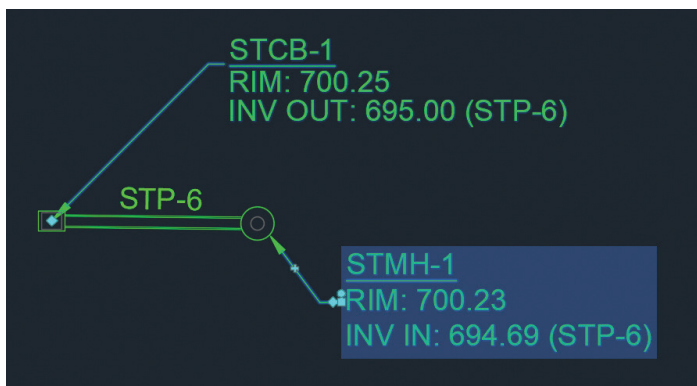 STCB-1
RIM: 700.25
INV OUT: 695.00 (STP-6)
STP-6
STMH-1
RIM: 700.23
INV IN: 694.69 (STP-6)